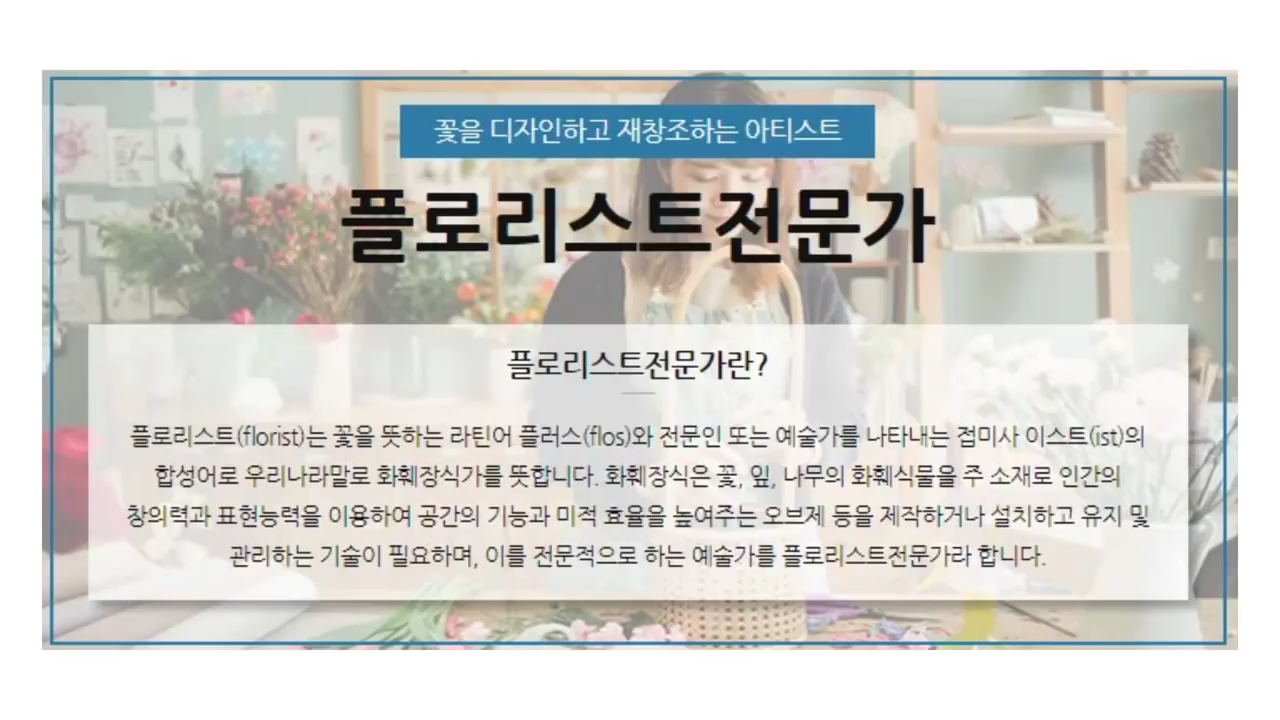 꽃을 디자인하고 재창조하는 아티스트
플로리스트전문가
플로리스트전문가란?
플로리스트(florist)는 꽃을 뜻하는 라틴어 플러스(flos)와 전문인 또는 예술가를 나타내는 접미사 이스트(ist)의
합성어로 우리나라말로 화훼장식가를 뜻합니다. 화훼장식은 꽃, 잎, 나무의 화훼식물을 주 소재로 인간의
창의력과 표현능력을 이용하여 공간의 기능과 미적 효율을 높여주는 오브제 등을 제작하거나 설치하고 유지 및
관리하는 기술이 필요하며, 이를 전문적으로 하는 예술가를 플로리스트전문가라 합니다.